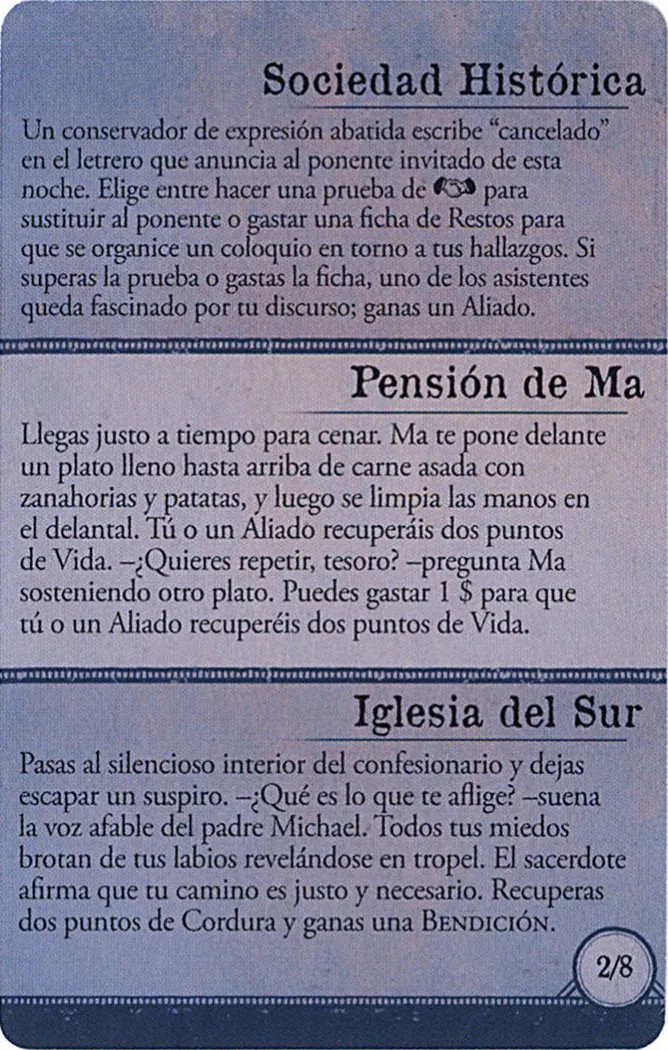 Sociedad Histórica
Un conservador de expresión abatida escribe “cancelado”
en el letrero que anuncia al ponente invitado de esta
noche. Elige entre hacer una prueba de para
sustituir al ponente o gastar una ficha de Restos para
que se organice un coloquio en torno a tus hallazgos. Si
superas la prueba o gastas la ficha, uno de los asistentes
queda fascinado por tu discurso; ganas un Aliado.
Pensión de Ma
Llegas justo a tiempo para cenar. Ma te pone delante
un plato lleno hasta arriba de carne asada con
zanahorias y patatas, y luego se limpia las manos en
el delantal. Tú o un Aliado recuperáis dos puntos
de Vida. –¿Quieres repetir, tesoro? –pregunta Ma
sosteniendo otro plato. Puedes gastar 1 $ para que
tú o un Aliado recuperéis dos puntos de Vida.
Iglesia del Sur
Pasas al silencioso interior del confesionario y dejas
escapar un suspiro. –¿Qué es lo que te aflige? –suena
la voz afable del padre Michael. Todos tus miedos
brotan de tus labios revelándose en tropel. El sacerdote
afirma que tu camino es justo y necesario. Recuperas
dos puntos de Cordura y ganas una BENDICIÓN.
2/8